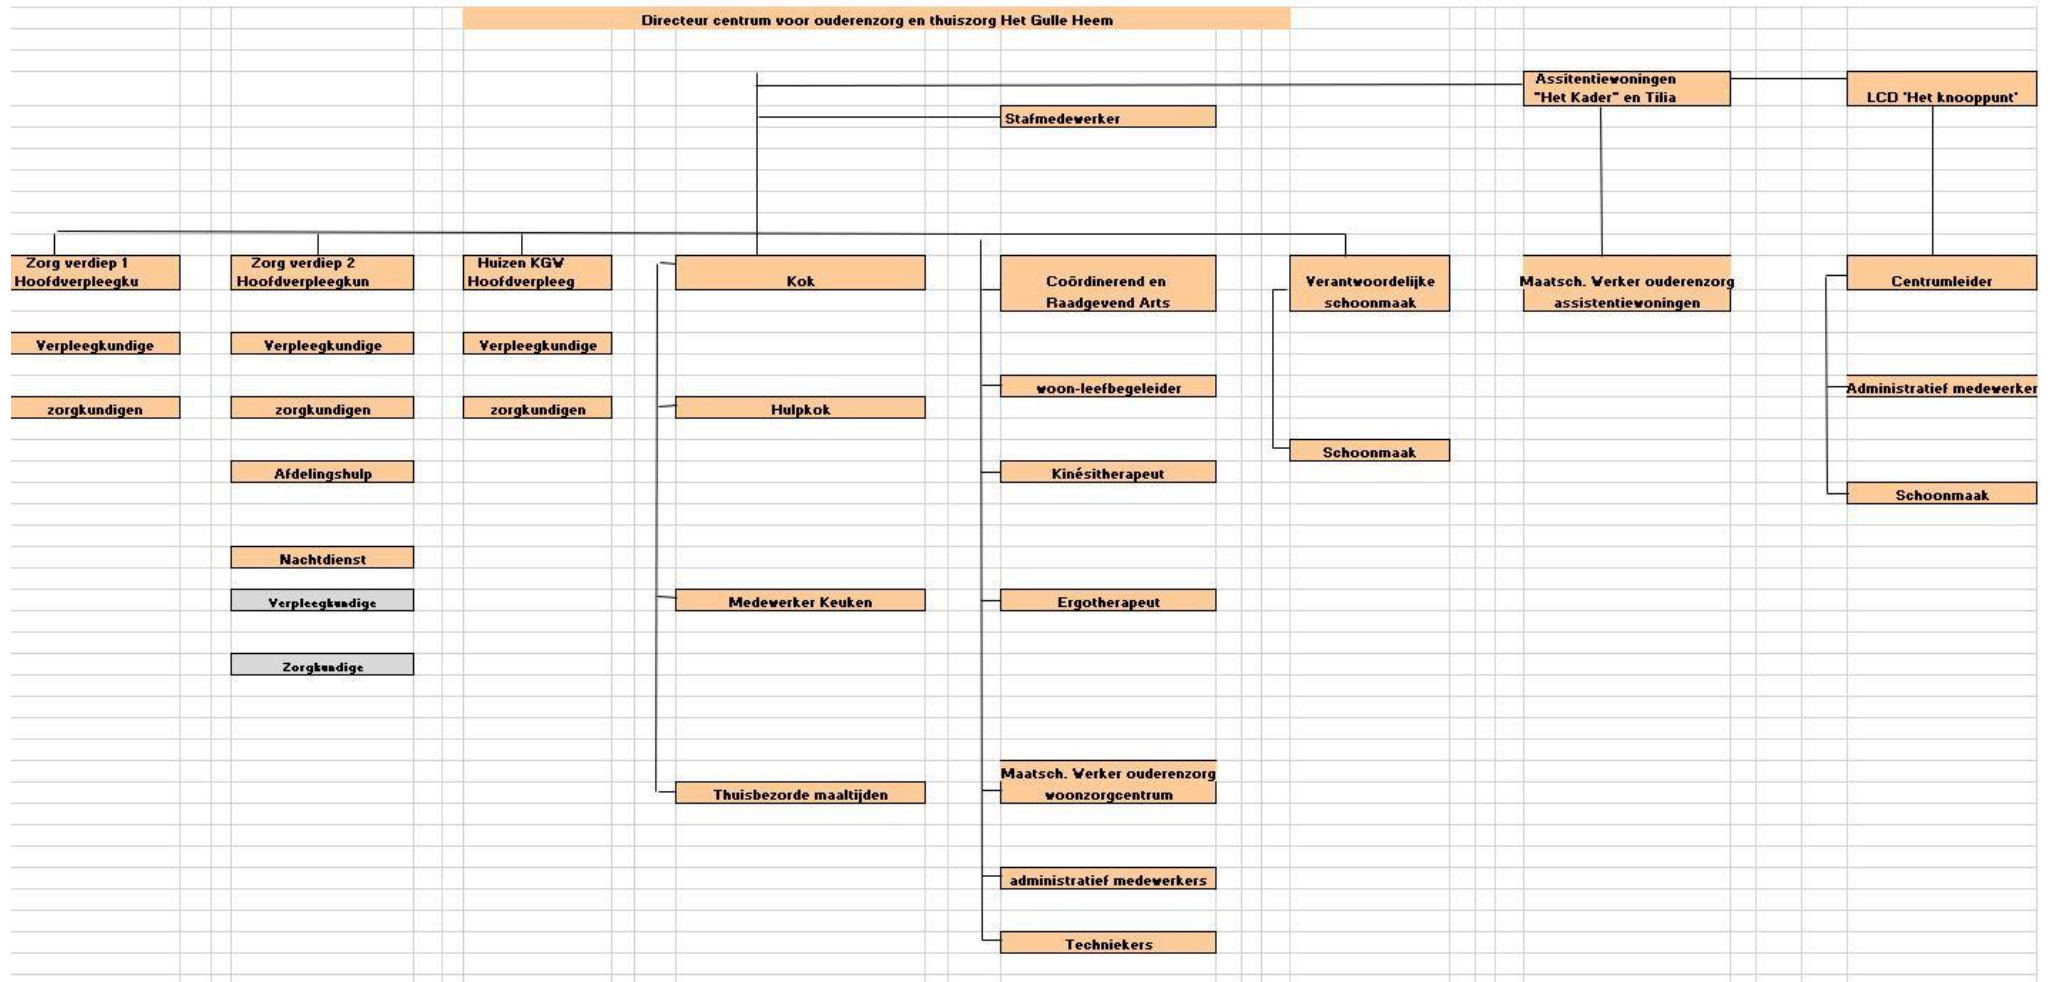 Directeur centrum voor ouderenzorg en thuiszorg Het Gulle Heem
Assitentiewoningen
"Het Kader" en Tilia
LCD 'Het knooppunt'
Stafmedewerker
Zorg verdiep 1
Hoofdverpleegku
Zorg verdiep 2
Hoofdverpleegkun
Huizen KGW
Hoofdverpleeg
Kok
Coördinerend en
Raadgevend Arts
Verantwoordelijke
schoonmaak
Maatsch. Werker ouderenzorg
assistentiewoningen
Centrumleider
Verpleegkundige
Verpleegkundige
Verpleegkundige
woon-leefbegeleider
Administratief medewerker
zorgkundigen
zorgkundigen
zorgkundigen
Hulpkok
Schoonmaak
Afdelingshulp
Kinésitherapeut
Schoonmaak
Nachtdienst
Verpleegkundige
Medewerker Keuken
Ergotherapeut
Zorgkundige
Maatsch. Werker ouderenzorg
woonzorgcentrum
Thuisbezorde maaltijden
administratief medewerkers
Techniekers